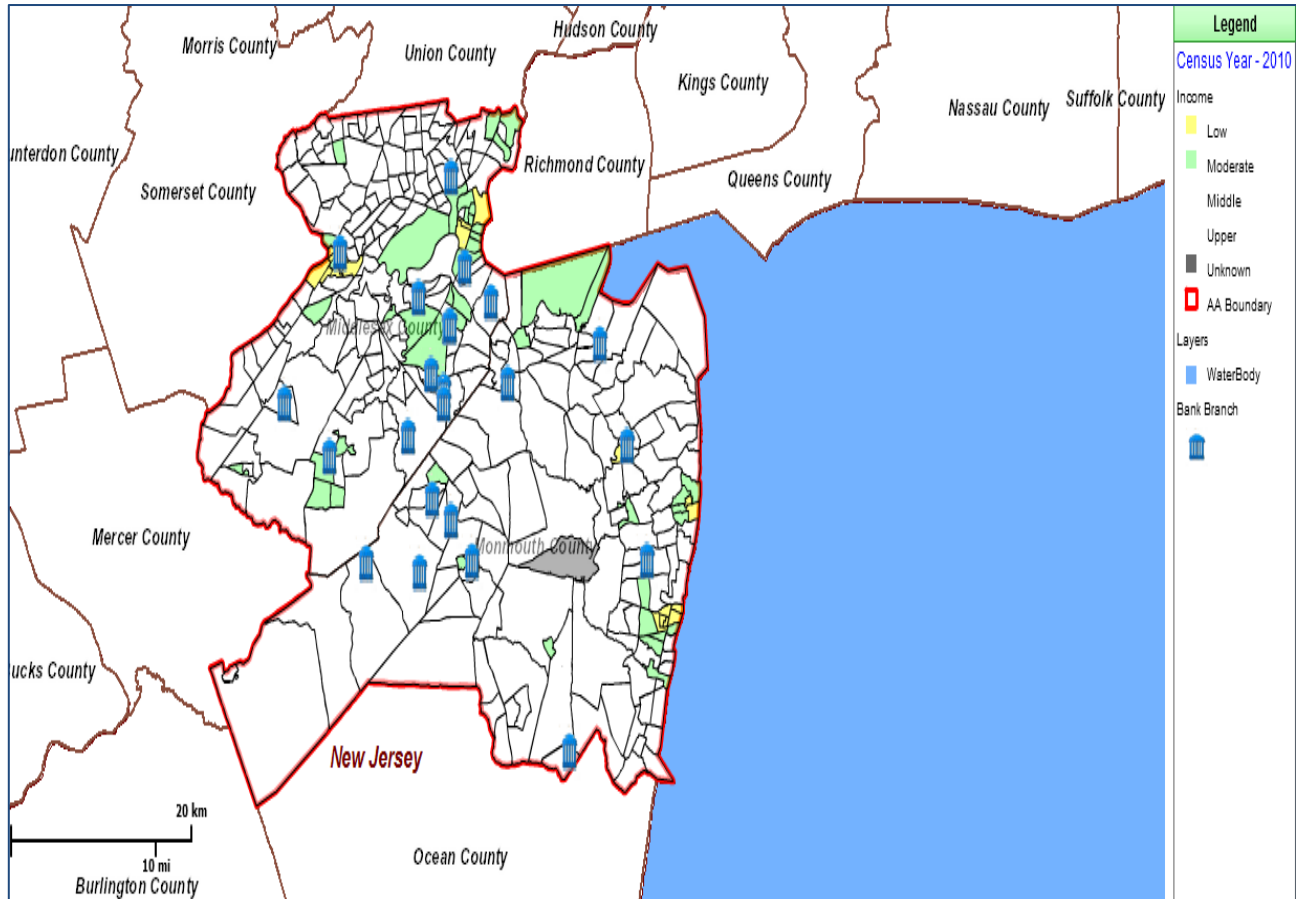 Hudson County
Morris County
Union County
Kings County
Nassau County
Suffolk County
unterdon County
Richmond County
Somerset County
Queens County
Middlesex County
Mercer County
Monmouth County
Bucks County
New Jersey
20 km
10 mi
Ocean County
Burlington County
Legend
Census Year - 2010
Income
Low
Moderate
Middle
Upper
Unknown
AA Boundary
Layers
WaterBody
Bank Branch